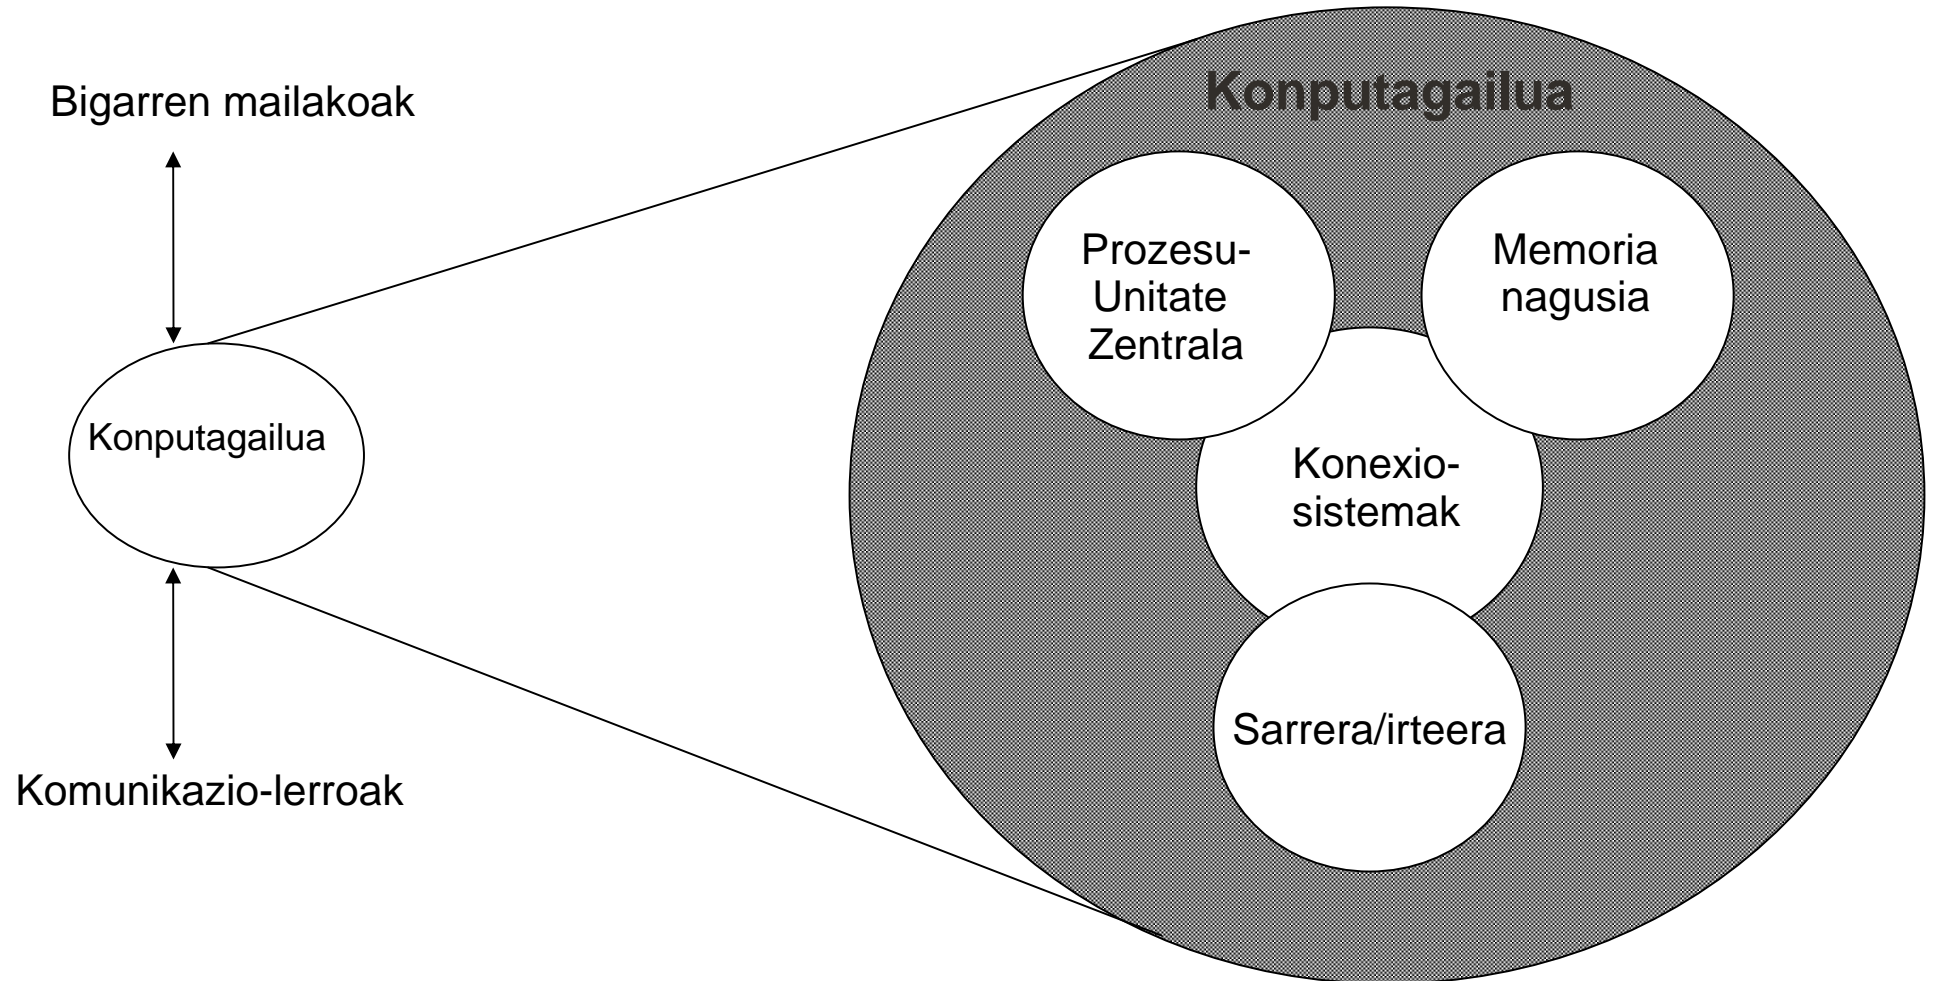 Bigarren mailakoak
Konputagailua
Komunikazio-lerroak
Konputagailua
Prozesu-
Unitate
Zentrala
Memoria
nagusia
Konexio-
sistemak
Sarrera/irteera